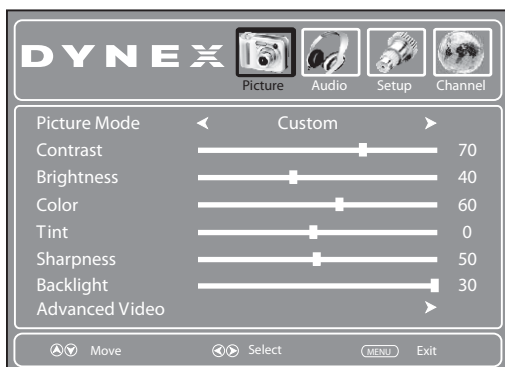 DYNEX
Picture Audio Setup Channel
Picture Mode Custom
Contrast 70
Brightness 40
Color 60
Tint 0
Sharpness 50
Backlight 30
Advanced Video
Move Select MENU Exit